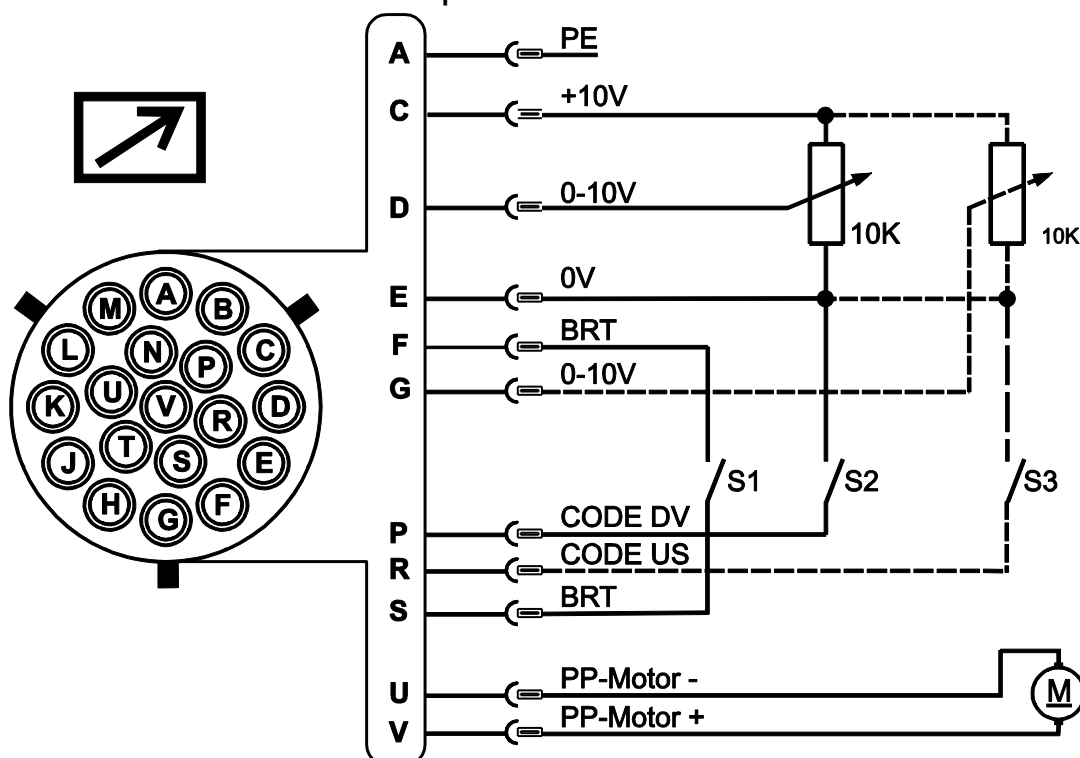 A PE
C +10V
D 0-10V
10K
10K
E 0V
F BRT
G 0-10V
S1
S2
S3
P CODE DV
R CODE US
S BRT
U PP-Motor -
V PP-Motor +
M
A
M
B
L
N
P
C
K
U
V
R
D
J
T
S
E
H
G
F